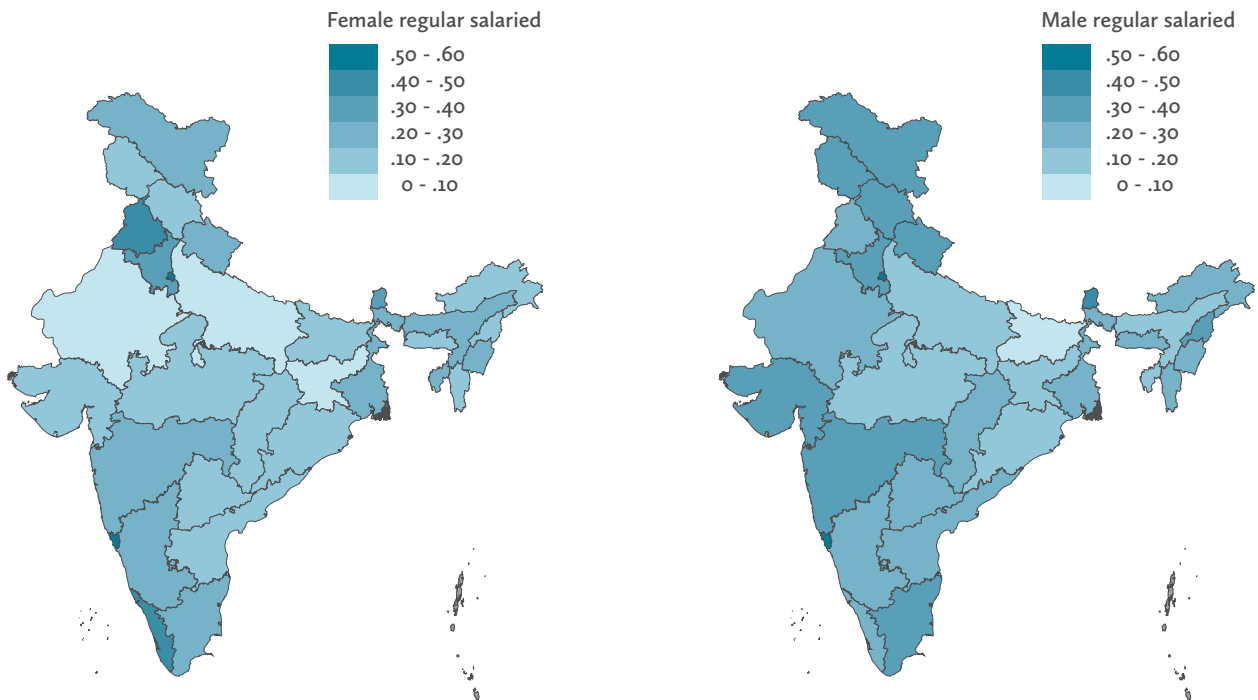 Female regular salaried
.50 - .60
.40 - .50
.30 - .40
.20 - .30
.10 - .20
0 - .10
Male regular salaried
.50 - .60
.40 - .50
.30 - .40
.20 - .30
.10 - .20
0 - .10